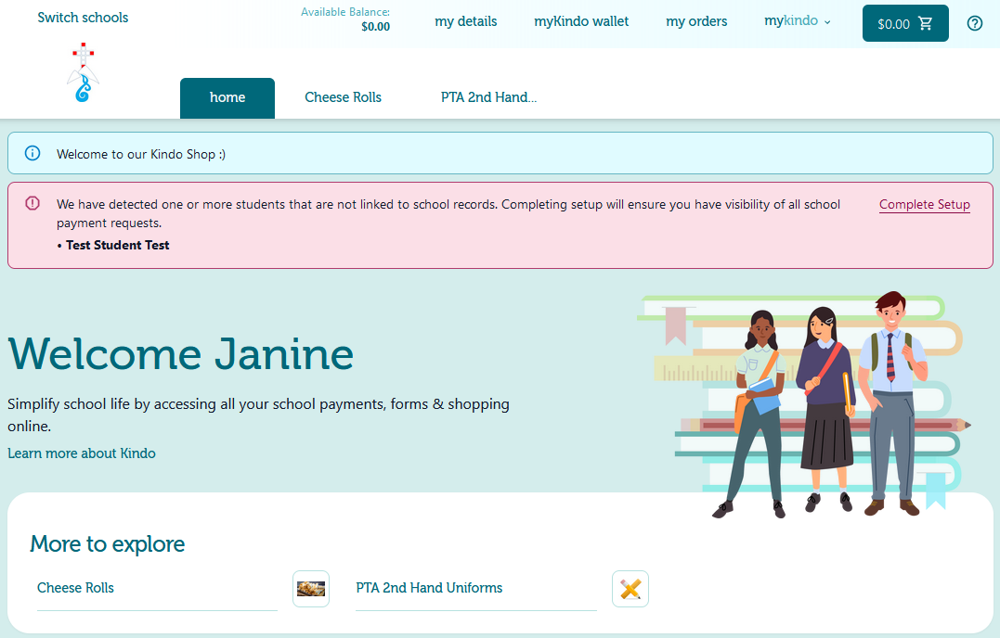 Switch schools
Available Balance:
$0.00
my details
myKindo wallet
my orders
mykindo
$0.00
home
Cheese Rolls
PTA 2nd Hand...
Welcome to our Kindo Shop :)
We have detected one or more students that are not linked to school records. Completing setup will ensure you have visibility of all school
payment requests.
Complete Setup
• Test Student Test
Welcome Janine
Simplify school life by accessing all your school payments, forms & shopping
online.
Learn more about Kindo
More to explore
Cheese Rolls
PTA 2nd Hand Uniforms